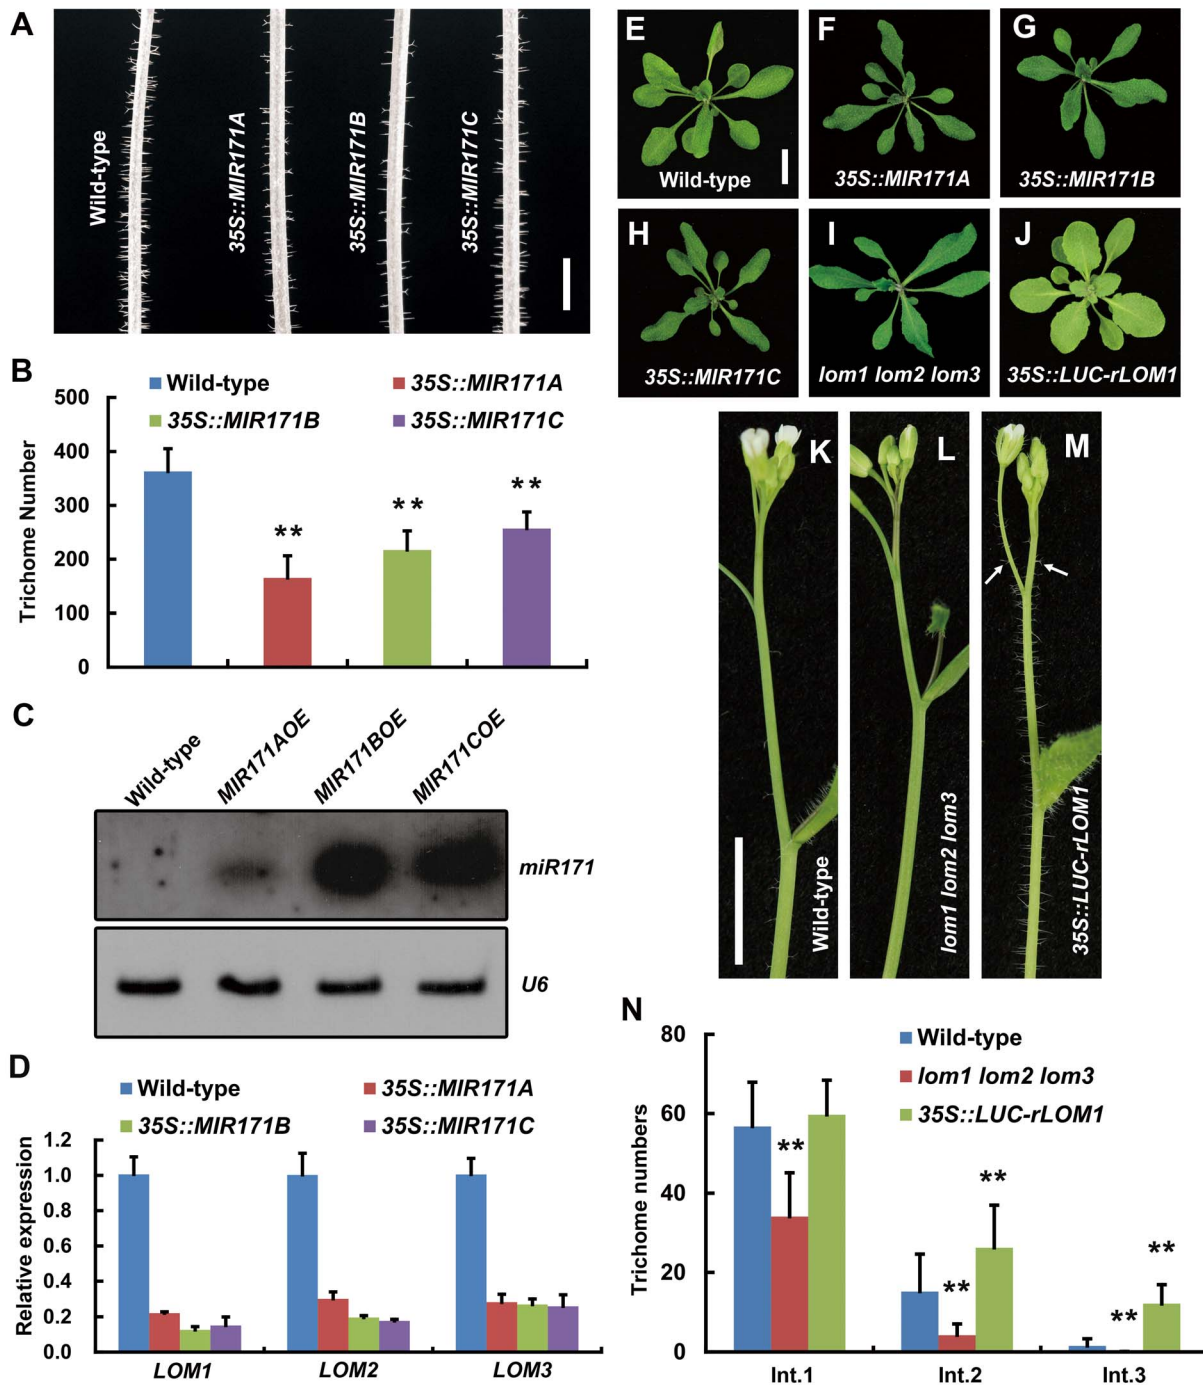 A
Wild-type
35S::MIR171A
35S::MIR171B
35S::MIR171C
B
Wild-type
35S::MIR171A
35S::MIR171B
35S::MIR171C
Trichome Number
500
400
300
200
100
0
**
**
**
C
Wild-type
MIR171AOE
MIR171BOE
MIR171COE
miR171
U6
D
Wild-type
35S::MIR171A
35S::MIR171B
35S::MIR171C
Relative expression
1.2
1.0
0.8
0.6
0.4
0.2
0.0
LOM1
LOM2
LOM3
E
Wild-type
F
35S::MIR171A
G
35S::MIR171B
H
35S::MIR171C
I
lom1 lom2 lom3
J
35S::LUC-rLOM1
K
Wild-type
L
lom1 lom2 lom3
M
35S::LUC-rLOM1
N
Wild-type
lom1 lom2 lom3
35S::LUC-rLOM1
Trichome numbers
80
60
40
20
0
**
**
**
**
**
Int.1
Int.2
Int.3